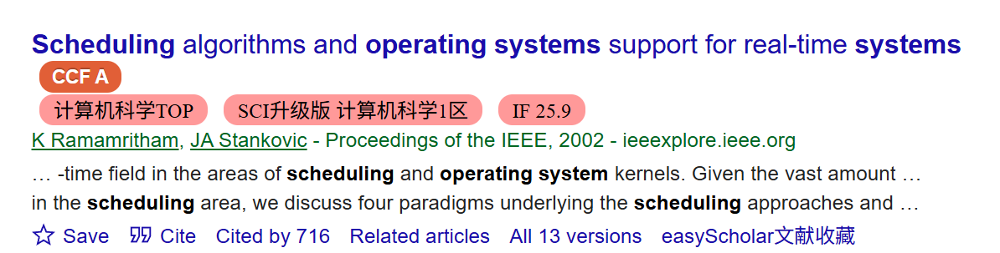 Scheduling algorithms and operating systems support for real-time systems
CCF A
计算机科学TOP SCI升级版 计算机科学1区 IF 25.9
K Ramamritham, JA Stankovic - Proceedings of the IEEE, 2002 - ieeexplore.ieee.org
… -time field in the areas of scheduling and operating system kernels. Given the vast amount …
in the scheduling area, we discuss four paradigms underlying the scheduling approaches and …
Save Cite Cited by 716 Related articles All 13 versions easyScholar文献收藏